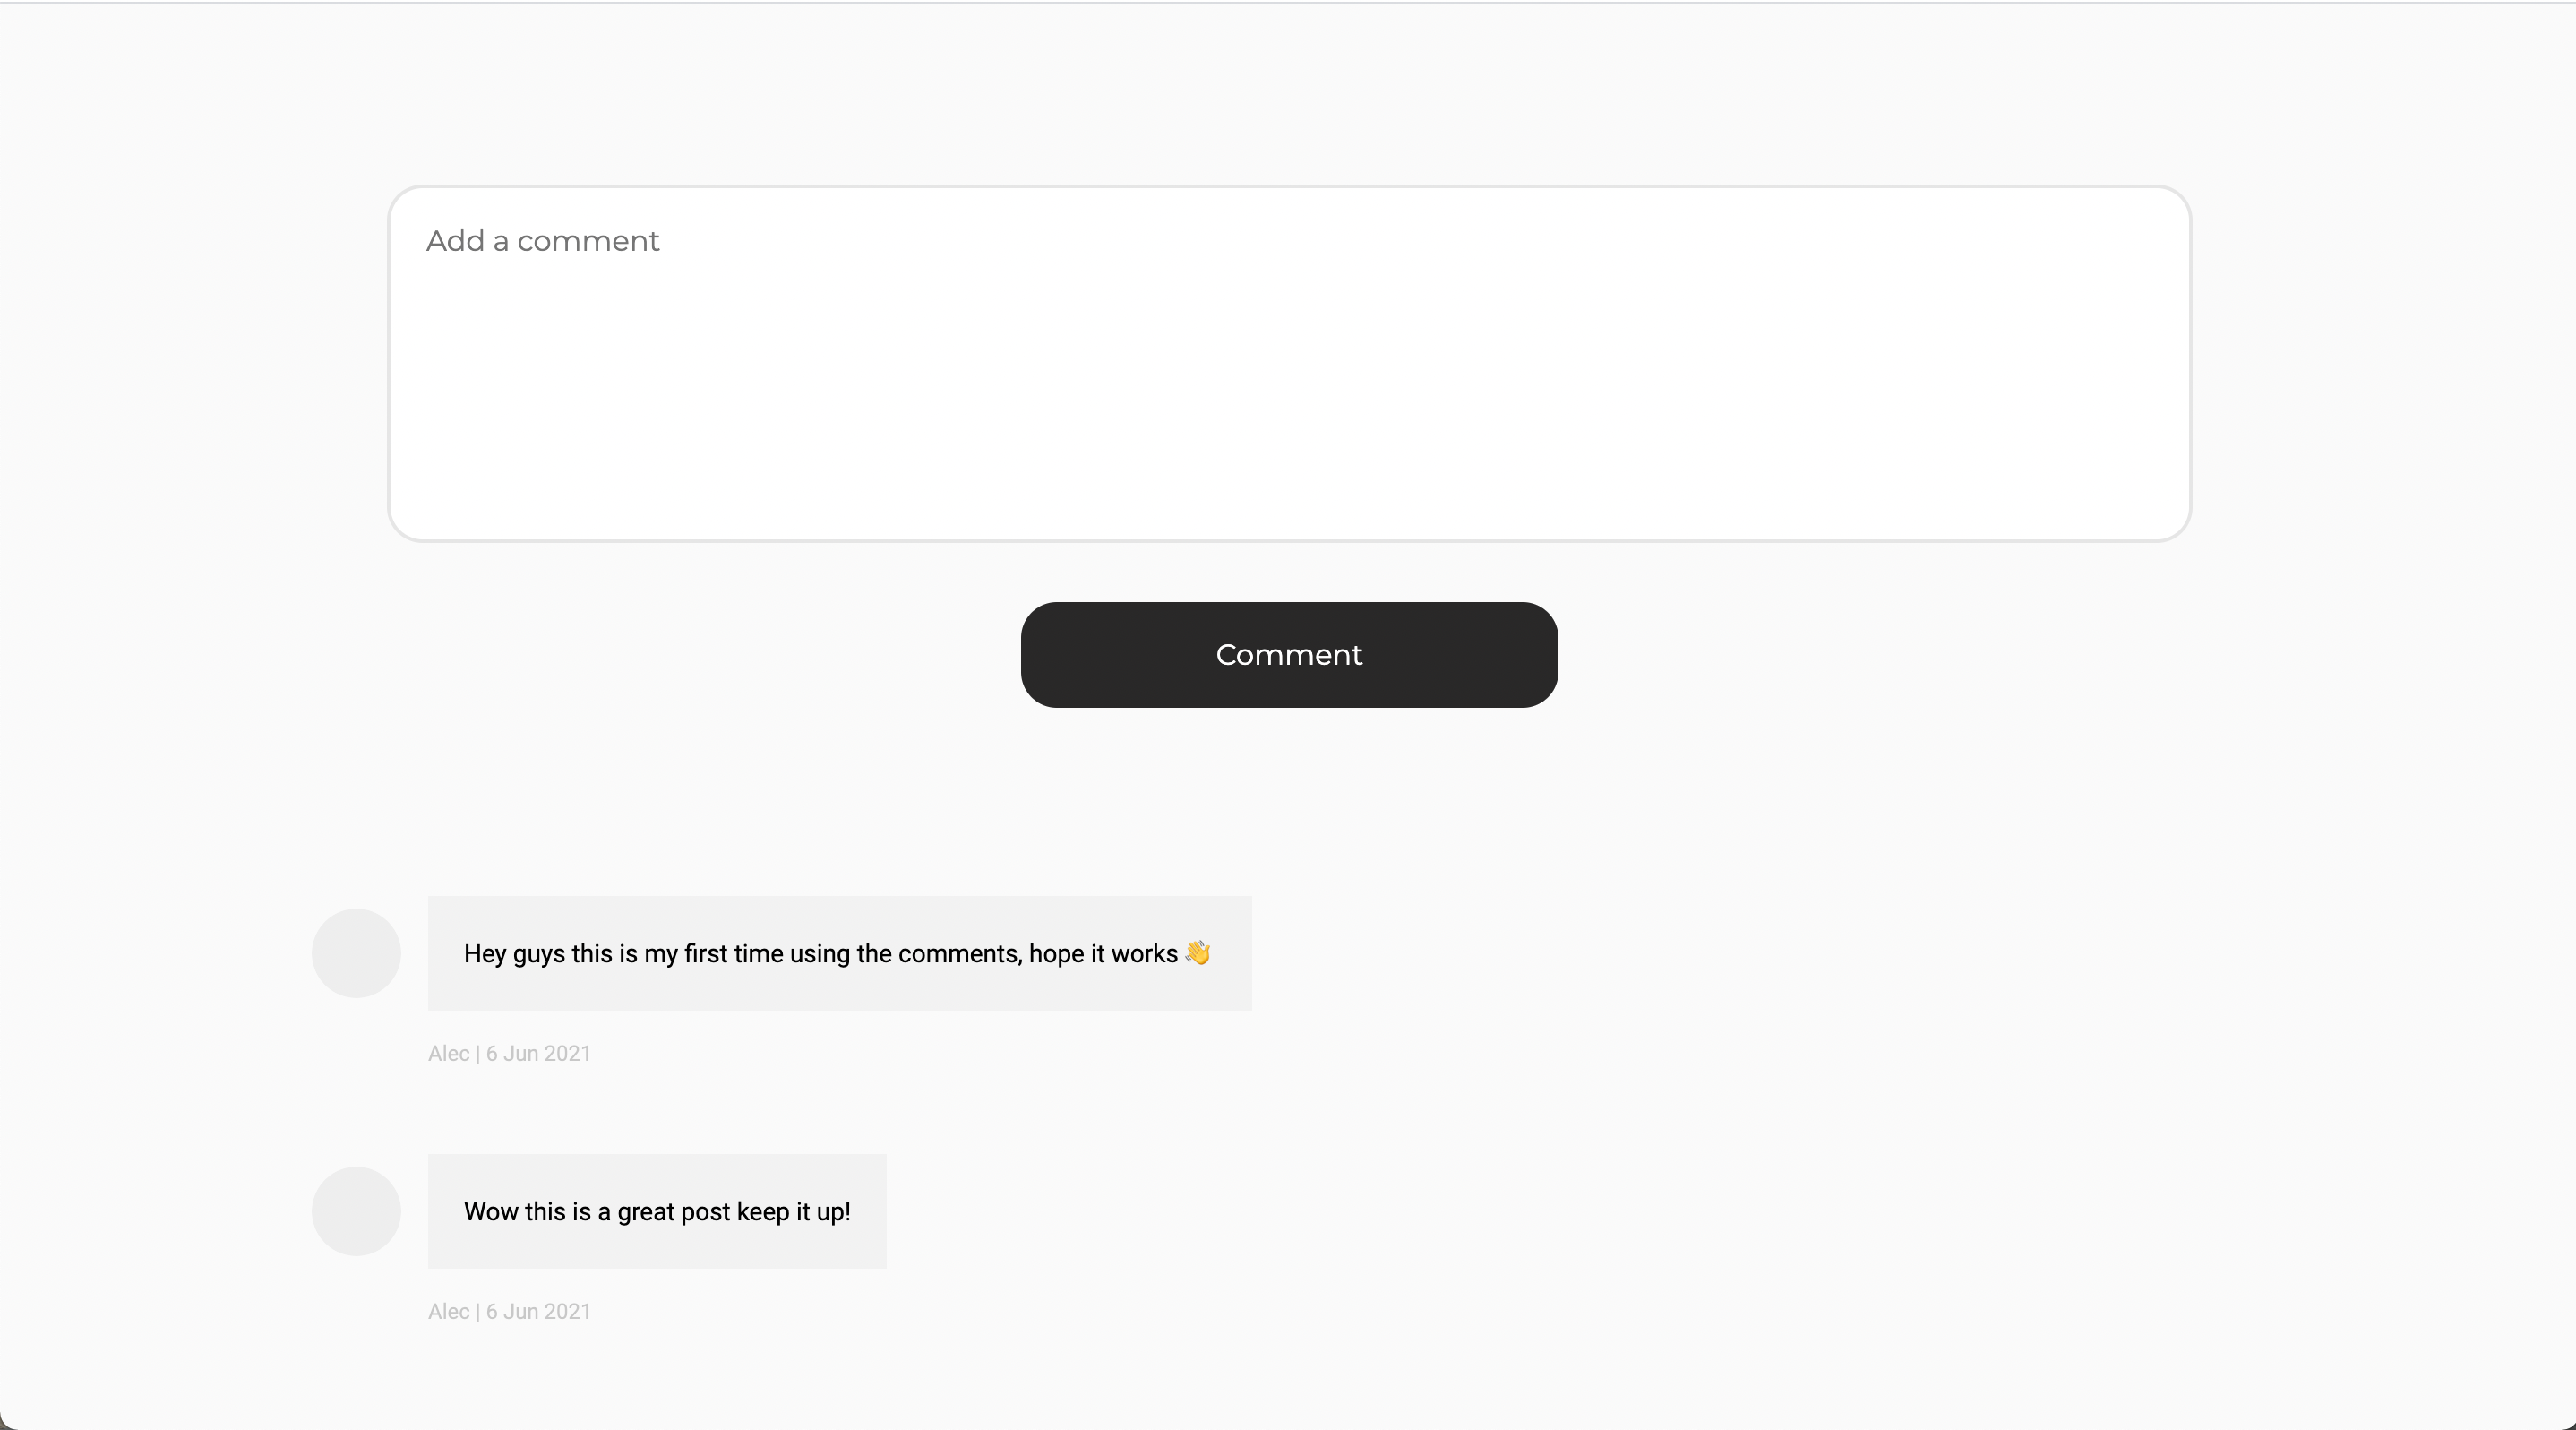 Add a comment
Comment
Hey guys this is my first time using the comments, hope it works 👋
Alec | 6 Jun 2021
Wow this is a great post keep it up!
Alec | 6 Jun 2021